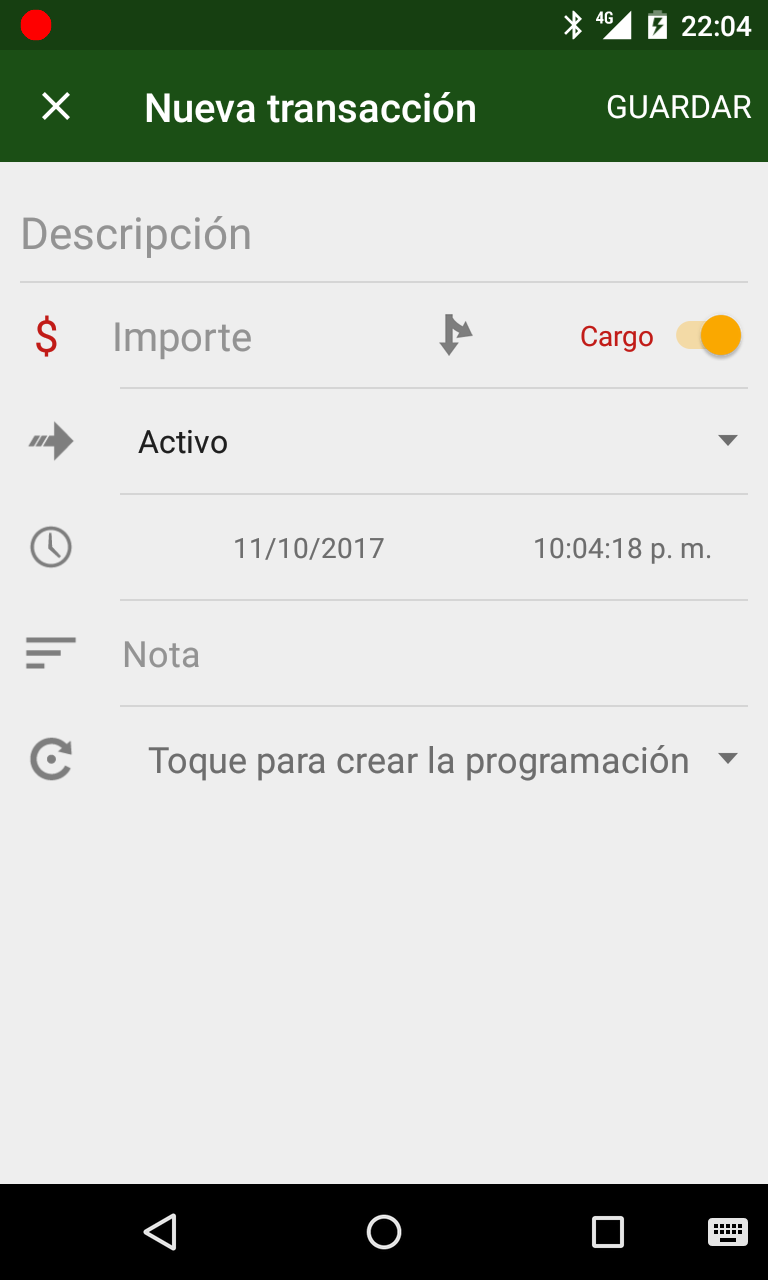 4G 22:04
Nueva transacción GUARDAR
Descripción
$ Importe Cargo
Activo
11/10/2017 10:04:18 p. m.
Nota
Toque para crear la programación